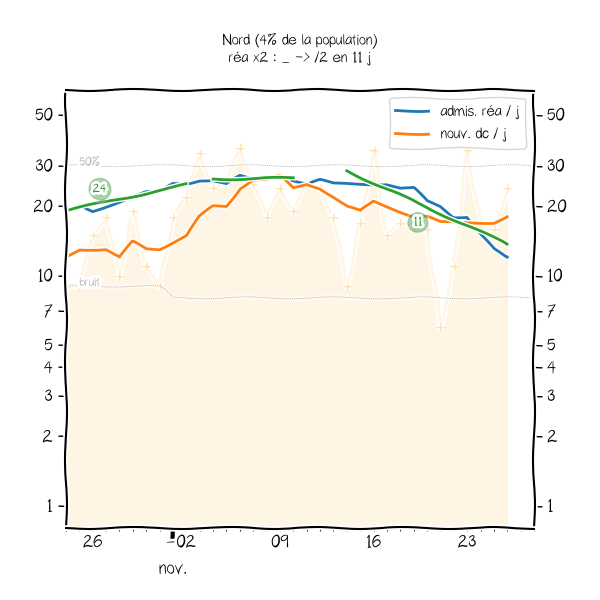 Nord (4% de la population)
réa x2 : _ -> /2 en 11 j
admis. réa / j
nouv. dc / j
50 50
50%
30 30
24
20 20
11
10 10
bruit
7 7
5 5
4 4
3 3
2 2
1 1
26 02 09 16 23
nov.